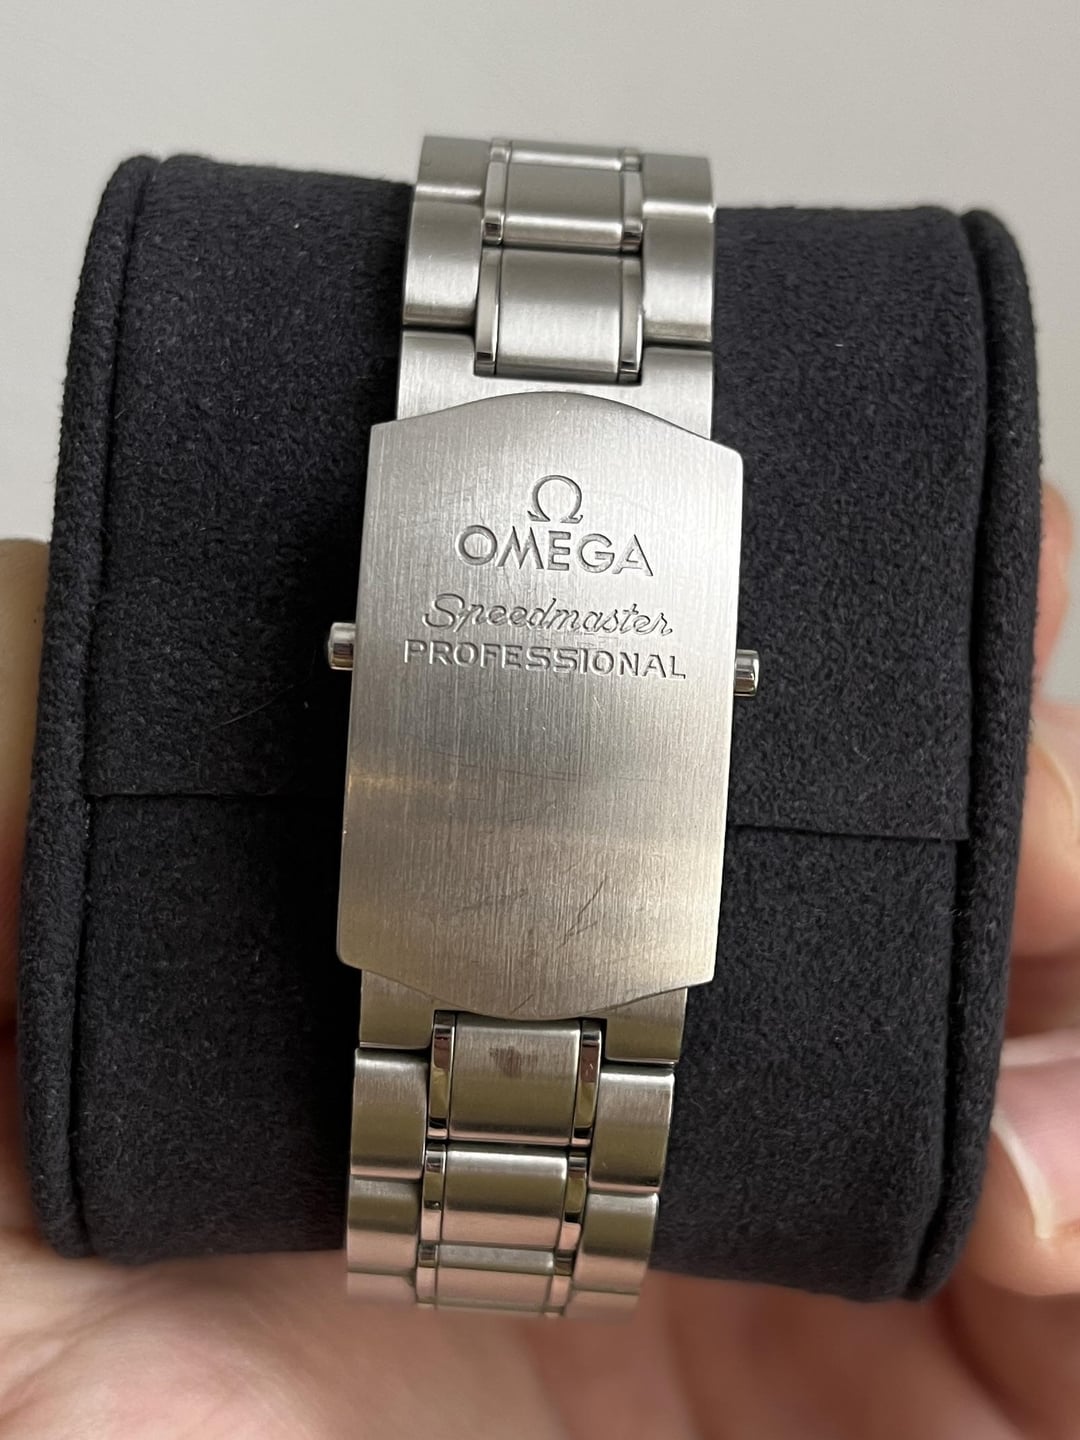 Ω
OMEGA
Speedmaster
PROFESSIONAL